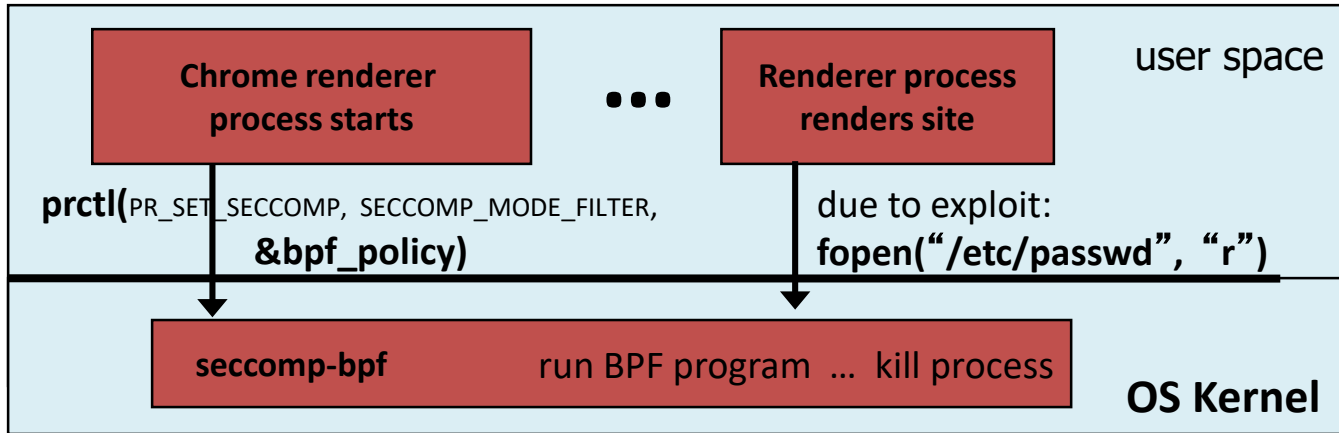 user space
Chrome renderer
process starts
...
Renderer process
renders site
prctl(PR_SET_SECCOMP, SECCOMP_MODE_FILTER,
&bpf_policy)
due to exploit:
fopen(“/etc/passwd”, “r”)
seccomp-bpf run BPF program … kill process
OS Kernel